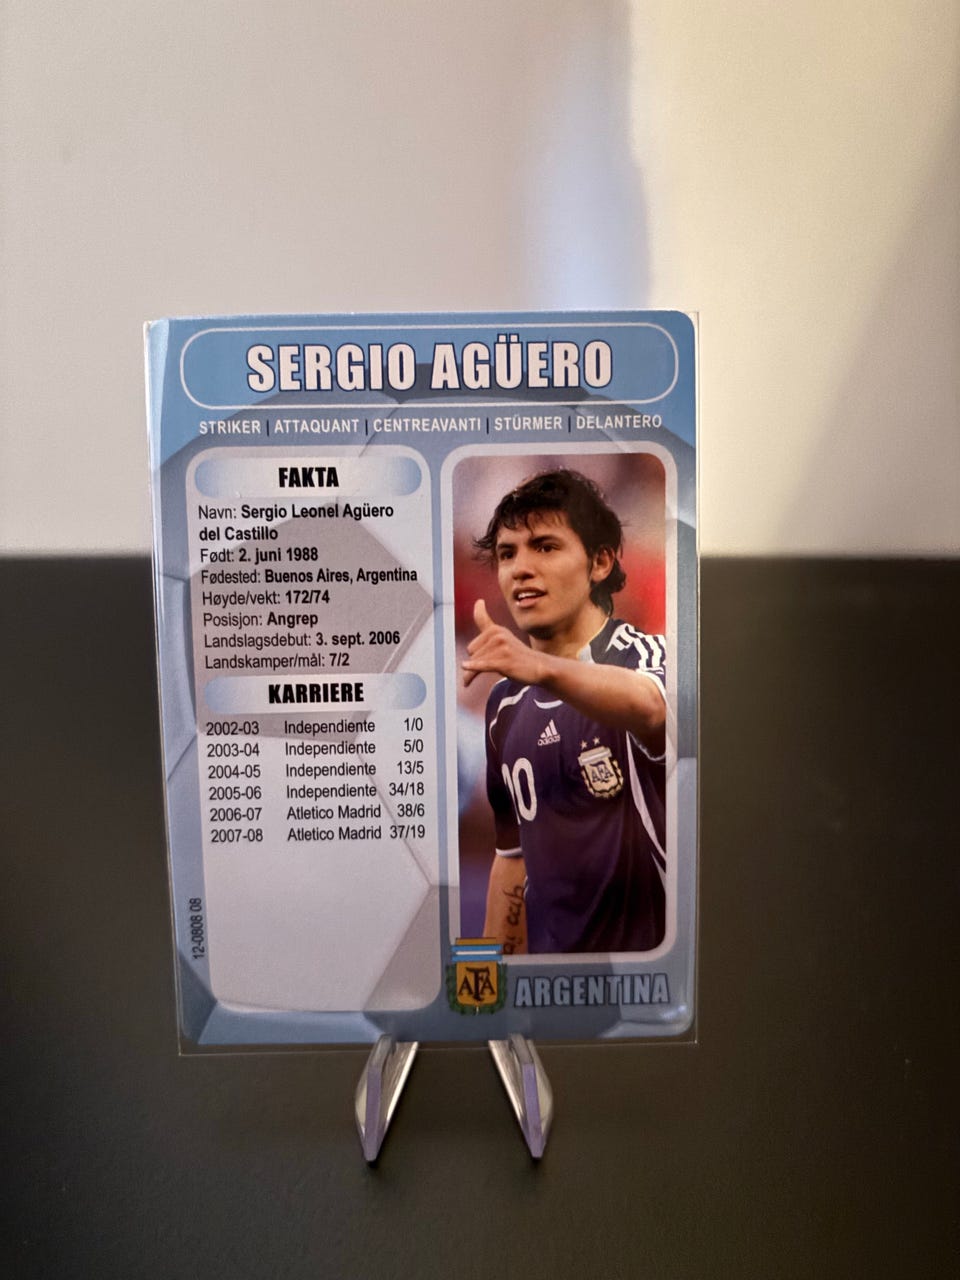 SERGIO AGÜERO
STRIKER | ATTAQUANT | CENTREAVANTI | STÜRMER | DELANTERO
FAKTA
Navn: Sergio Leonel Agüero
del Castillo
Født: 2. juni 1988
Fødested: Buenos Aires, Argentina
Høyde/vekt: 172/74
Posisjon: Angrep
Landslagsdebut: 3. sept. 2006
Landskamper/mål: 7/2
KARRIERE
2002-03 Independiente 1/0
2003-04 Independiente 5/0
2004-05 Independiente 13/5
2005-06 Independiente 34/18
2006-07 Atletico Madrid 38/6
2007-08 Atletico Madrid 37/19
12-0808 08
adidas
10
AFA
AFA
ARGENTINA